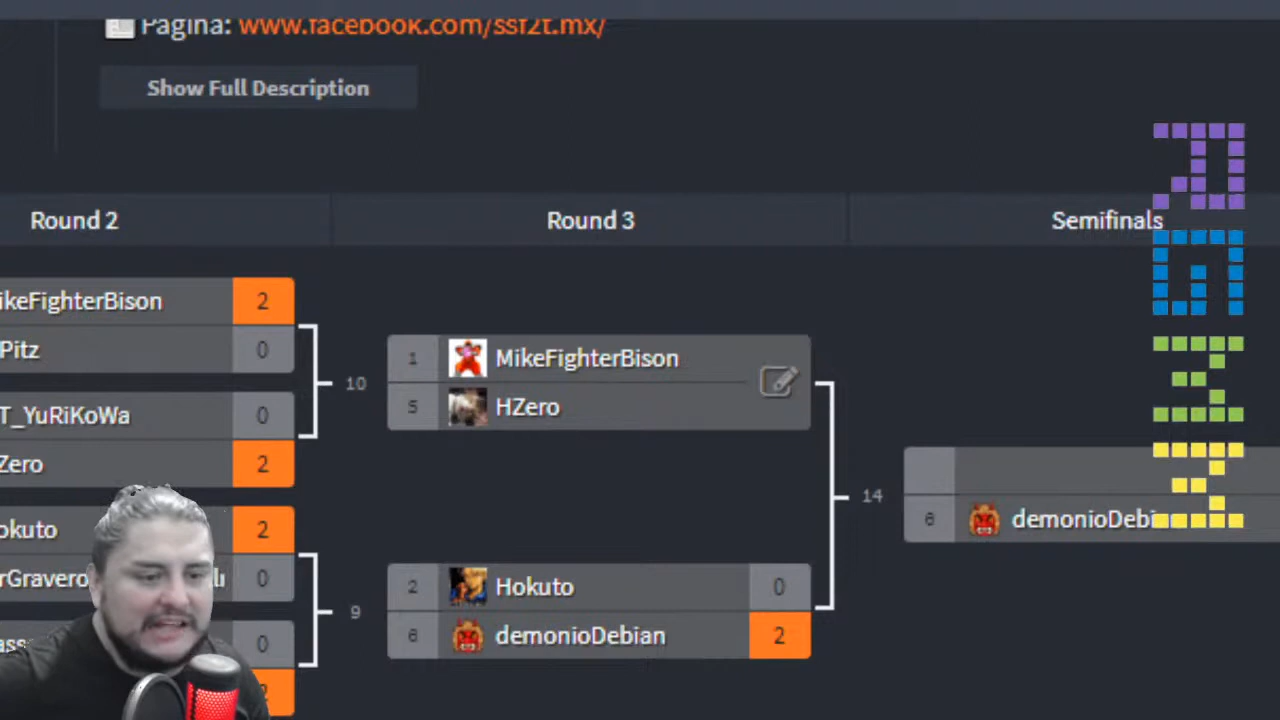 Pagina: www.facebook.com/ssf2t.mx/
Show Full Description
Round 2
Round 3
Semifinals
ikeFighterBison 2
Pitz 0
T_YuRiKoWa 0
Zero 2
okuto 2
rGravero 0
0
10
9
1 MikeFighterBison
5 HZero
2 Hokuto 0
6 demonioDebian 2
14
6 demonioDebi